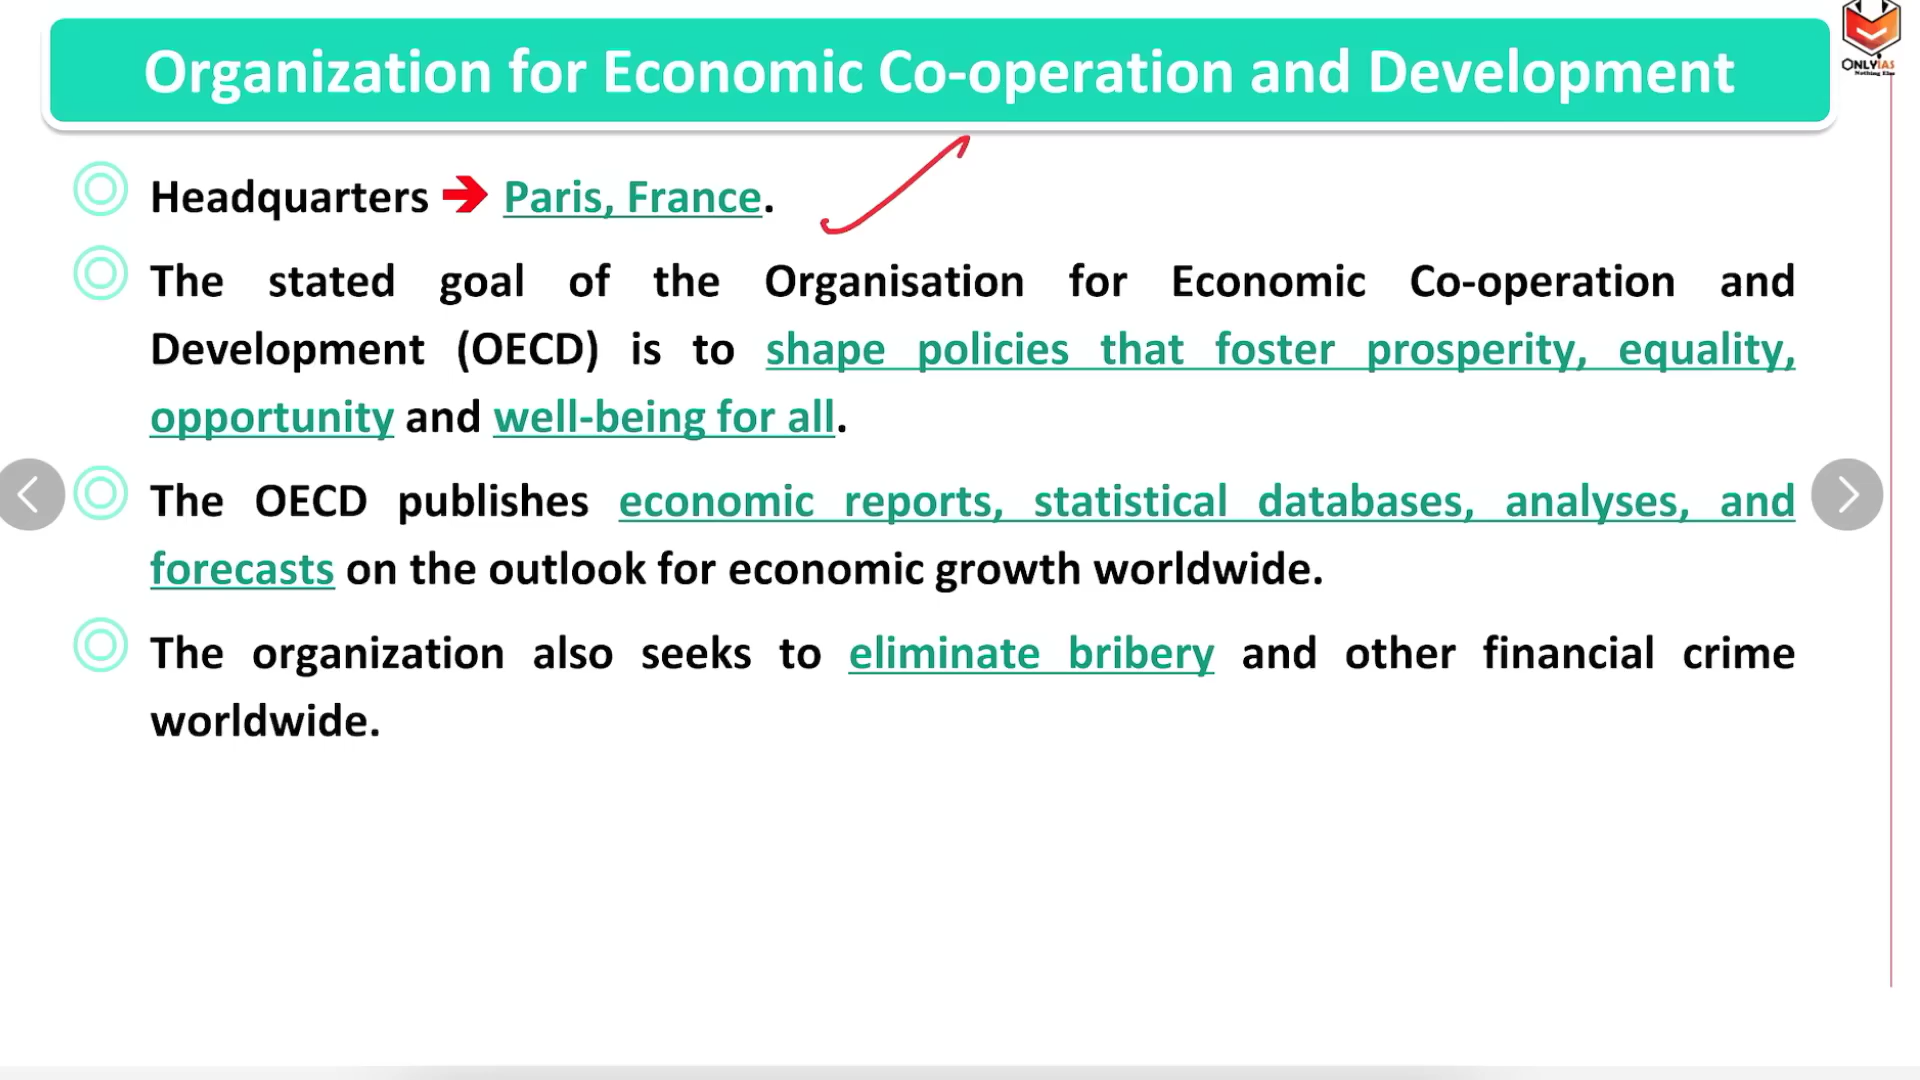 Organization for Economic Co-operation and Development
ONLYIAS
Nothing Else
Headquarters ➔ Paris, France.
The stated goal of the Organisation for Economic Co-operation and
Development (OECD) is to shape policies that foster prosperity, equality,
opportunity and well-being for all.
The OECD publishes economic reports, statistical databases, analyses, and
forecasts on the outlook for economic growth worldwide.
The organization also seeks to eliminate bribery and other financial crime
worldwide.